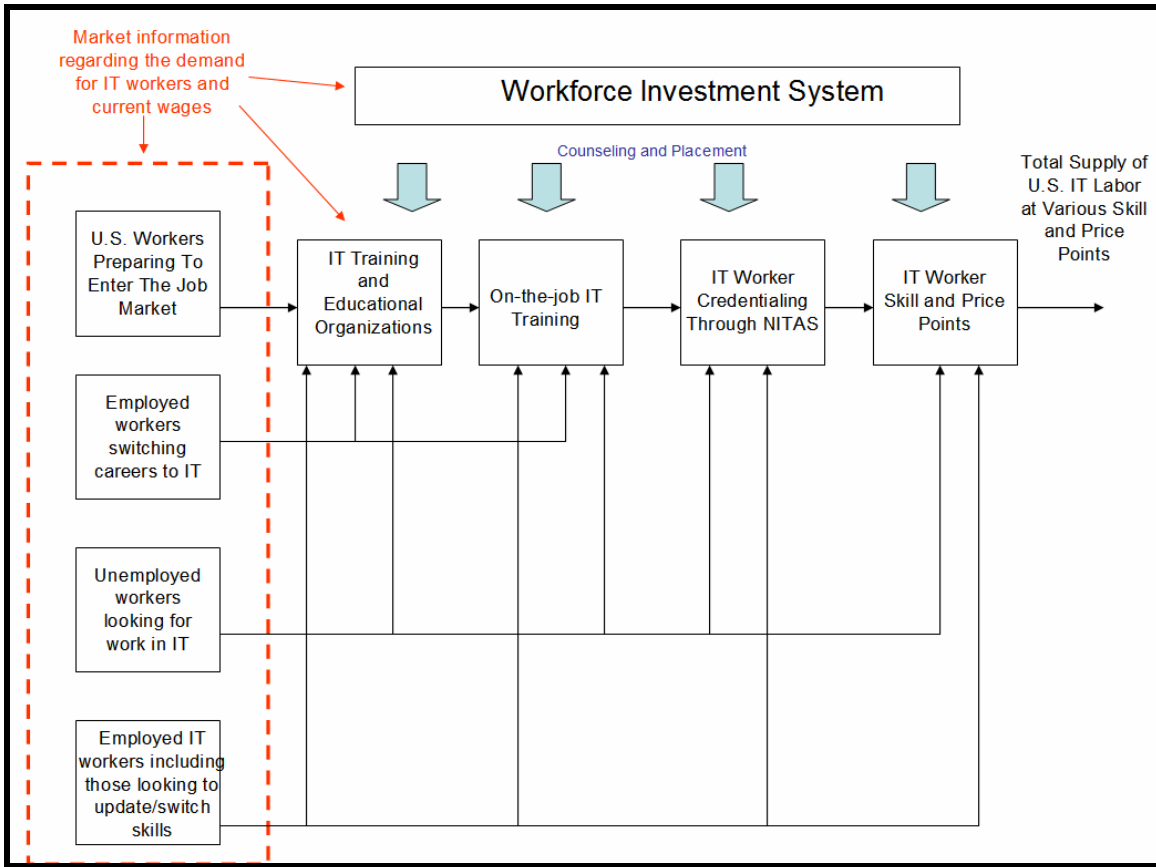 Market information
regarding the demand
for IT workers and
current wages
Workforce Investment System
Counseling and Placement
Total Supply of
U.S. IT Labor
at Various Skill
and Price
Points
U.S. Workers
Preparing To
Enter The Job
Market
IT Training
and
Educational
Organizations
On-the-job IT
Training
IT Worker
Credentialing
Through NITAS
IT Worker
Skill and Price
Points
Employed
workers
switching
careers to IT
Unemployed
workers
looking for
work in IT
Employed IT
workers including
those looking to
update/switch
skills